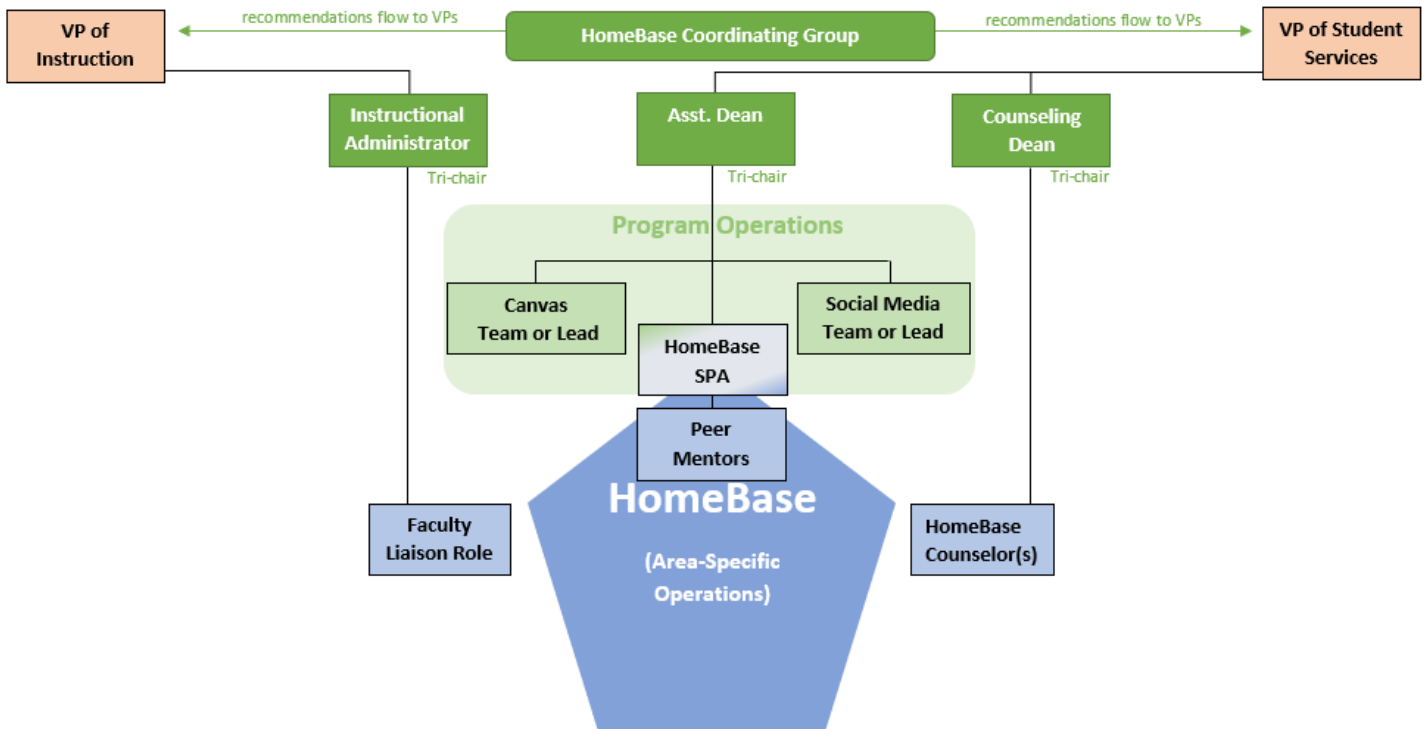 recommendations flow to VPs
recommendations flow to VPs
VP of
Instruction
HomeBase Coordinating Group
VP of Student
Services
Instructional
Administrator
Asst. Dean
Counseling
Dean
Tri-chair
Tri-chair
Tri-chair
Program Operations
Canvas
Team or Lead
Social Media
Team or Lead
HomeBase
SPA
Peer
Mentors
HomeBase
Faculty
Liaison Role
HomeBase
Counselor(s)
(Area-Specific
Operations)